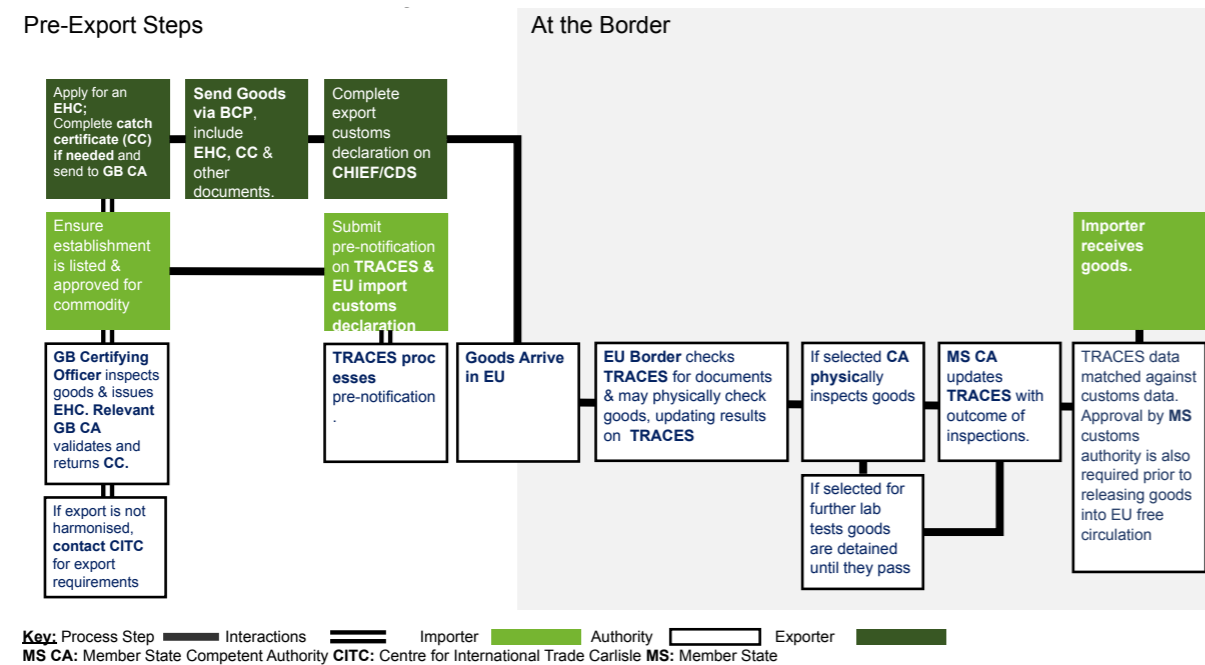 Pre-Export Steps
At the Border
Apply for an
EHC;
Complete catch
certificate (CC)
if needed and
send to GB CA
Send Goods
via BCP,
include
EHC, CC &
other
documents.
Complete
export
customs
declaration on
CHIEF/CDS
Ensure
establishment
is listed &
approved for
commodity
Submit
pre-notification
on TRACES &
EU import
customs
declaration
Importer
receives
goods.
GB Certifying
Officer inspects
goods & issues
EHC. Relevant
GB CA
validates and
returns CC.
TRACES proc
esses
pre-notification
.
Goods Arrive
in EU
EU Border checks
TRACES for documents
& may physically check
goods, updating results
on TRACES
If selected CA
physically
inspects goods
MS CA
updates
TRACES with
outcome of
inspections.
TRACES data
matched against
customs data.
Approval by MS
customs
authority is also
required prior to
releasing goods
into EU free
circulation
If export is not
harmonised,
contact CITC
for export
requirements
If selected for
further lab
tests goods
are detained
until they pass
Key: Process Step Interactions Importer Authority Exporter
MS CA: Member State Competent Authority CITC: Centre for International Trade Carlisle MS: Member State